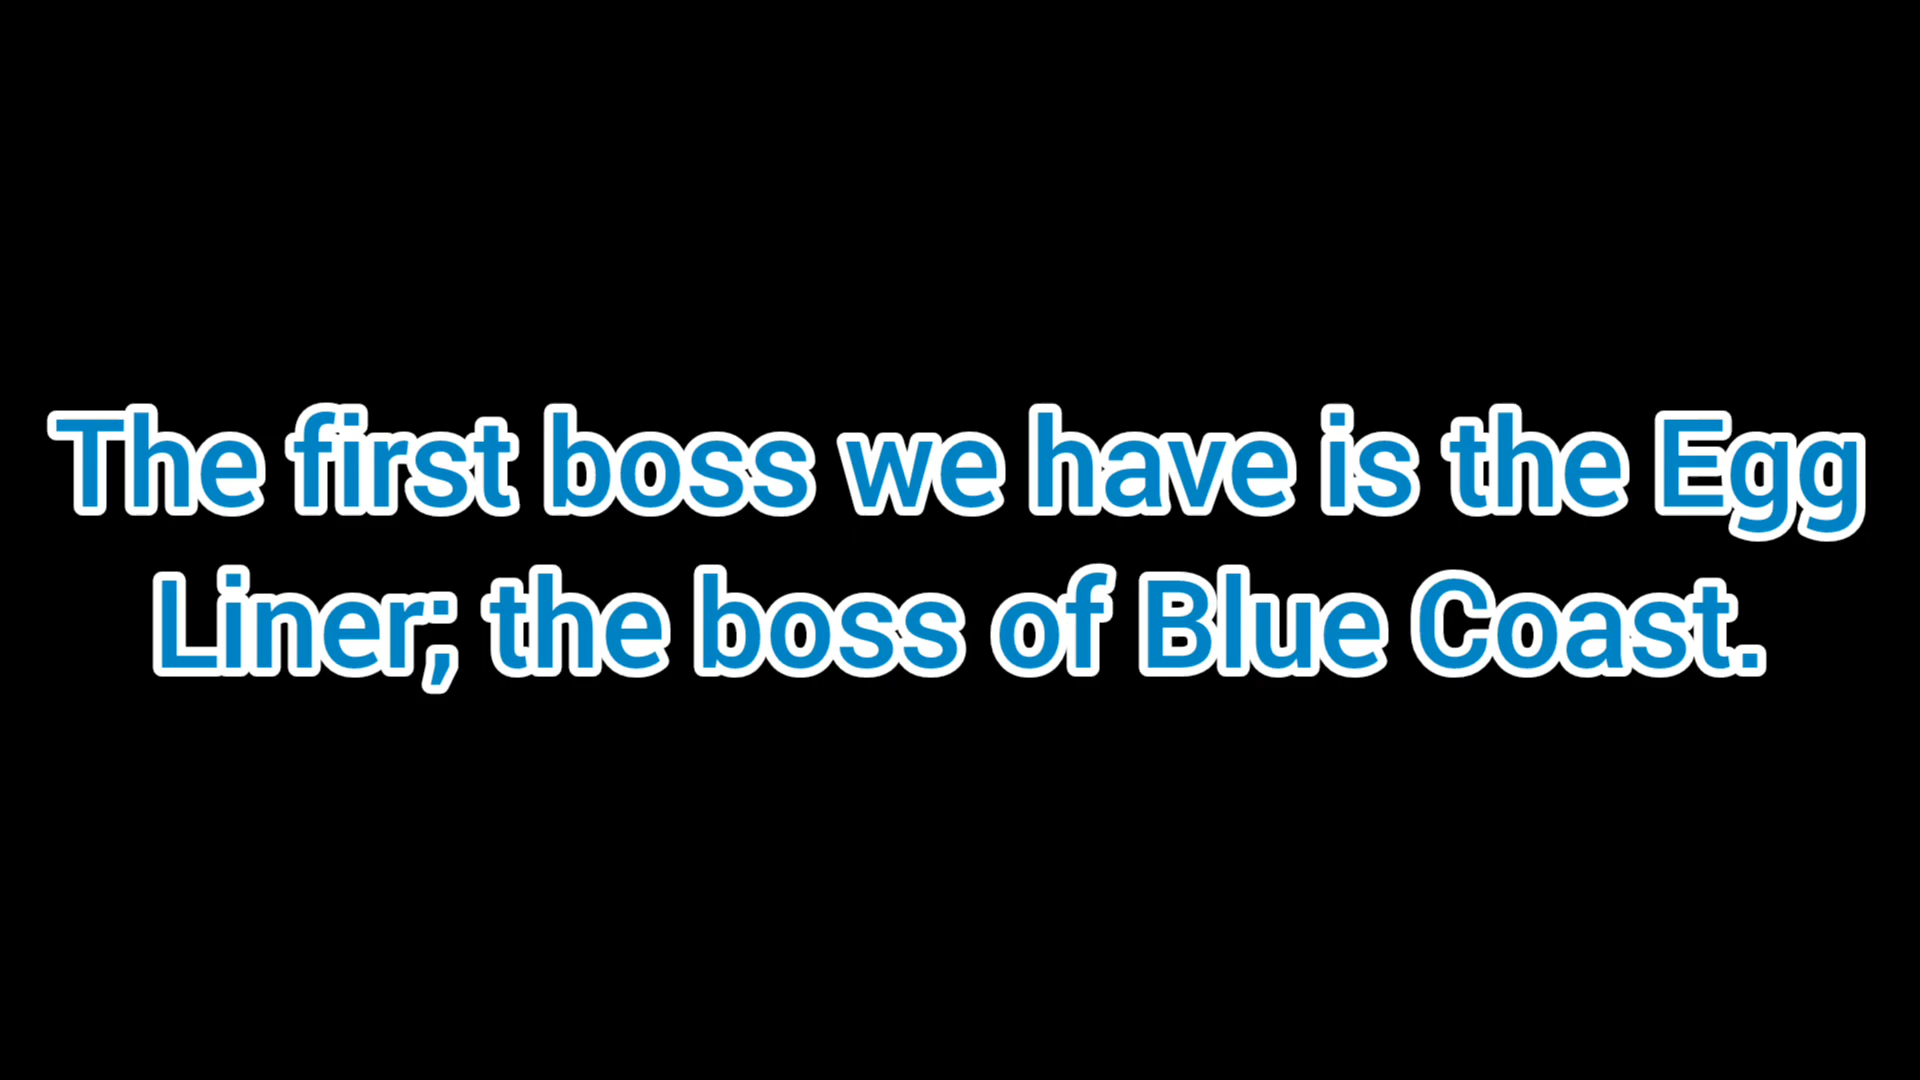 The first boss we have is the Egg
Liner; the boss of Blue Coast.